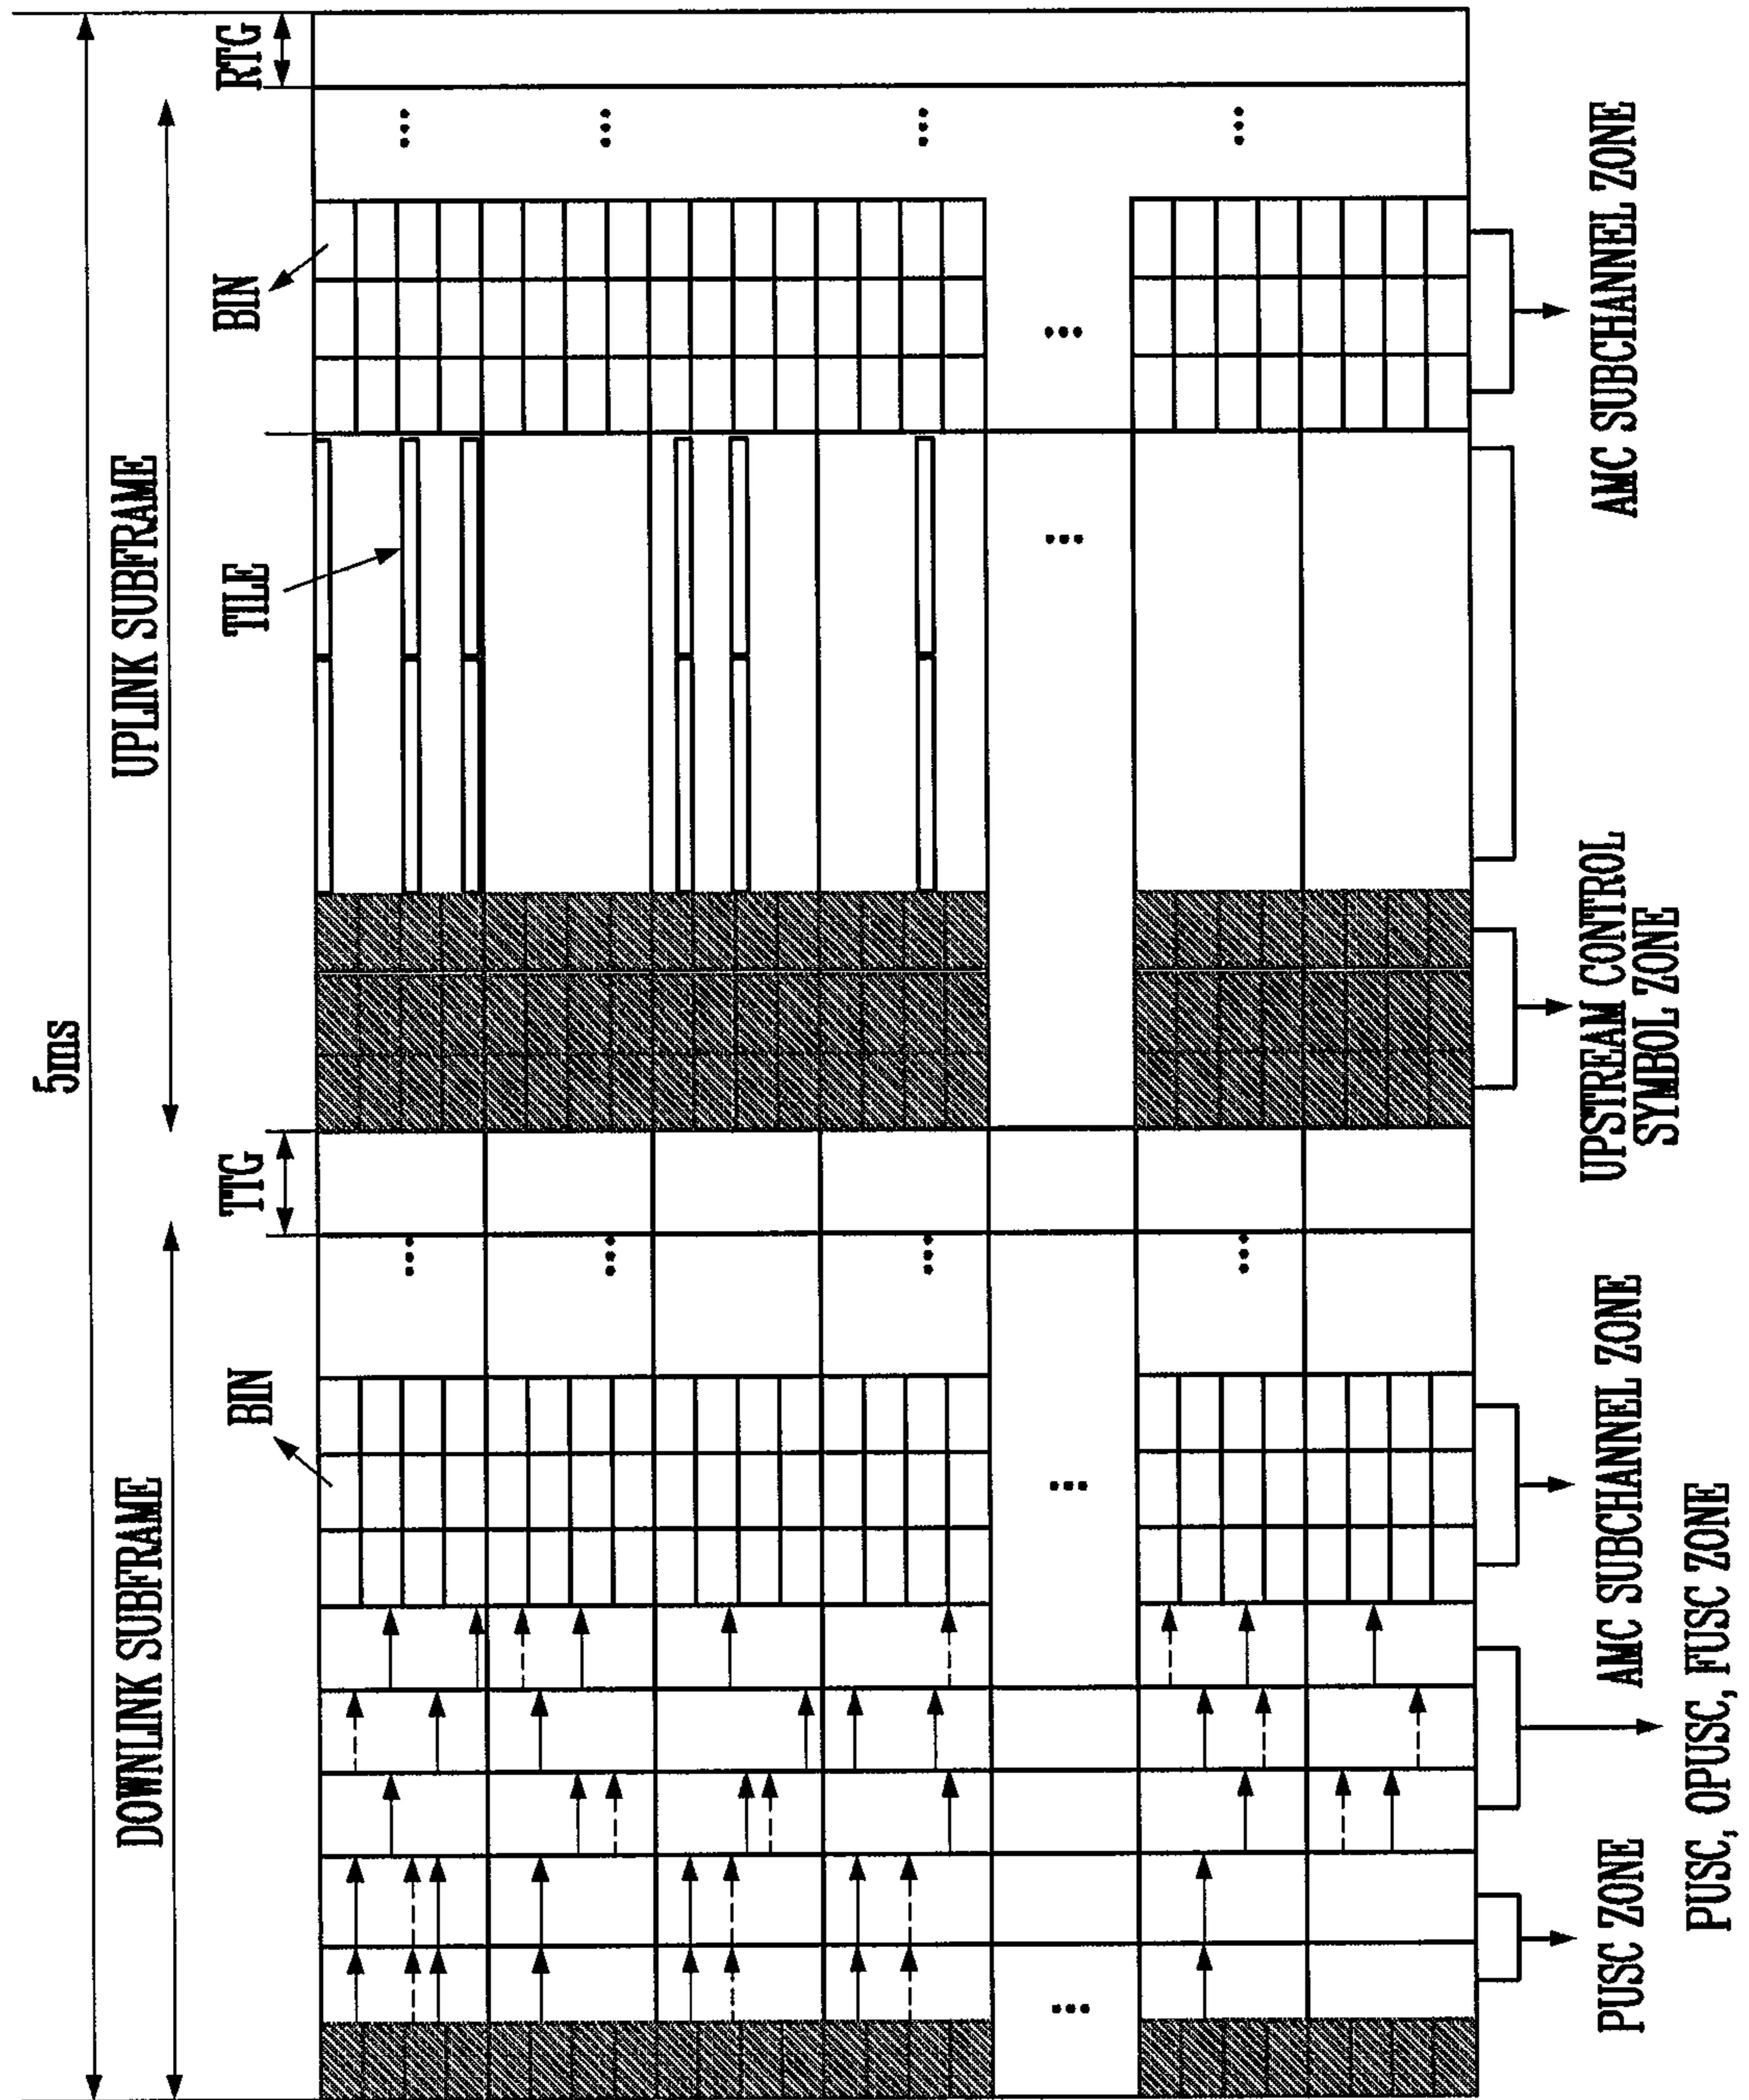 5ms
DOWNLINK SUBFRAME
UPLINK SUBFRAME
BIN
TTG
TILE
BIN
RTG
...
...
...
...
...
...
...
...
...
...
...
...
...
PUSC ZONE
PUSC, OPUSC, FUSC ZONE
AMC SUBCHANNEL ZONE
UPSTREAM CONTROL
SYMBOL ZONE
AMC SUBCHANNEL ZONE